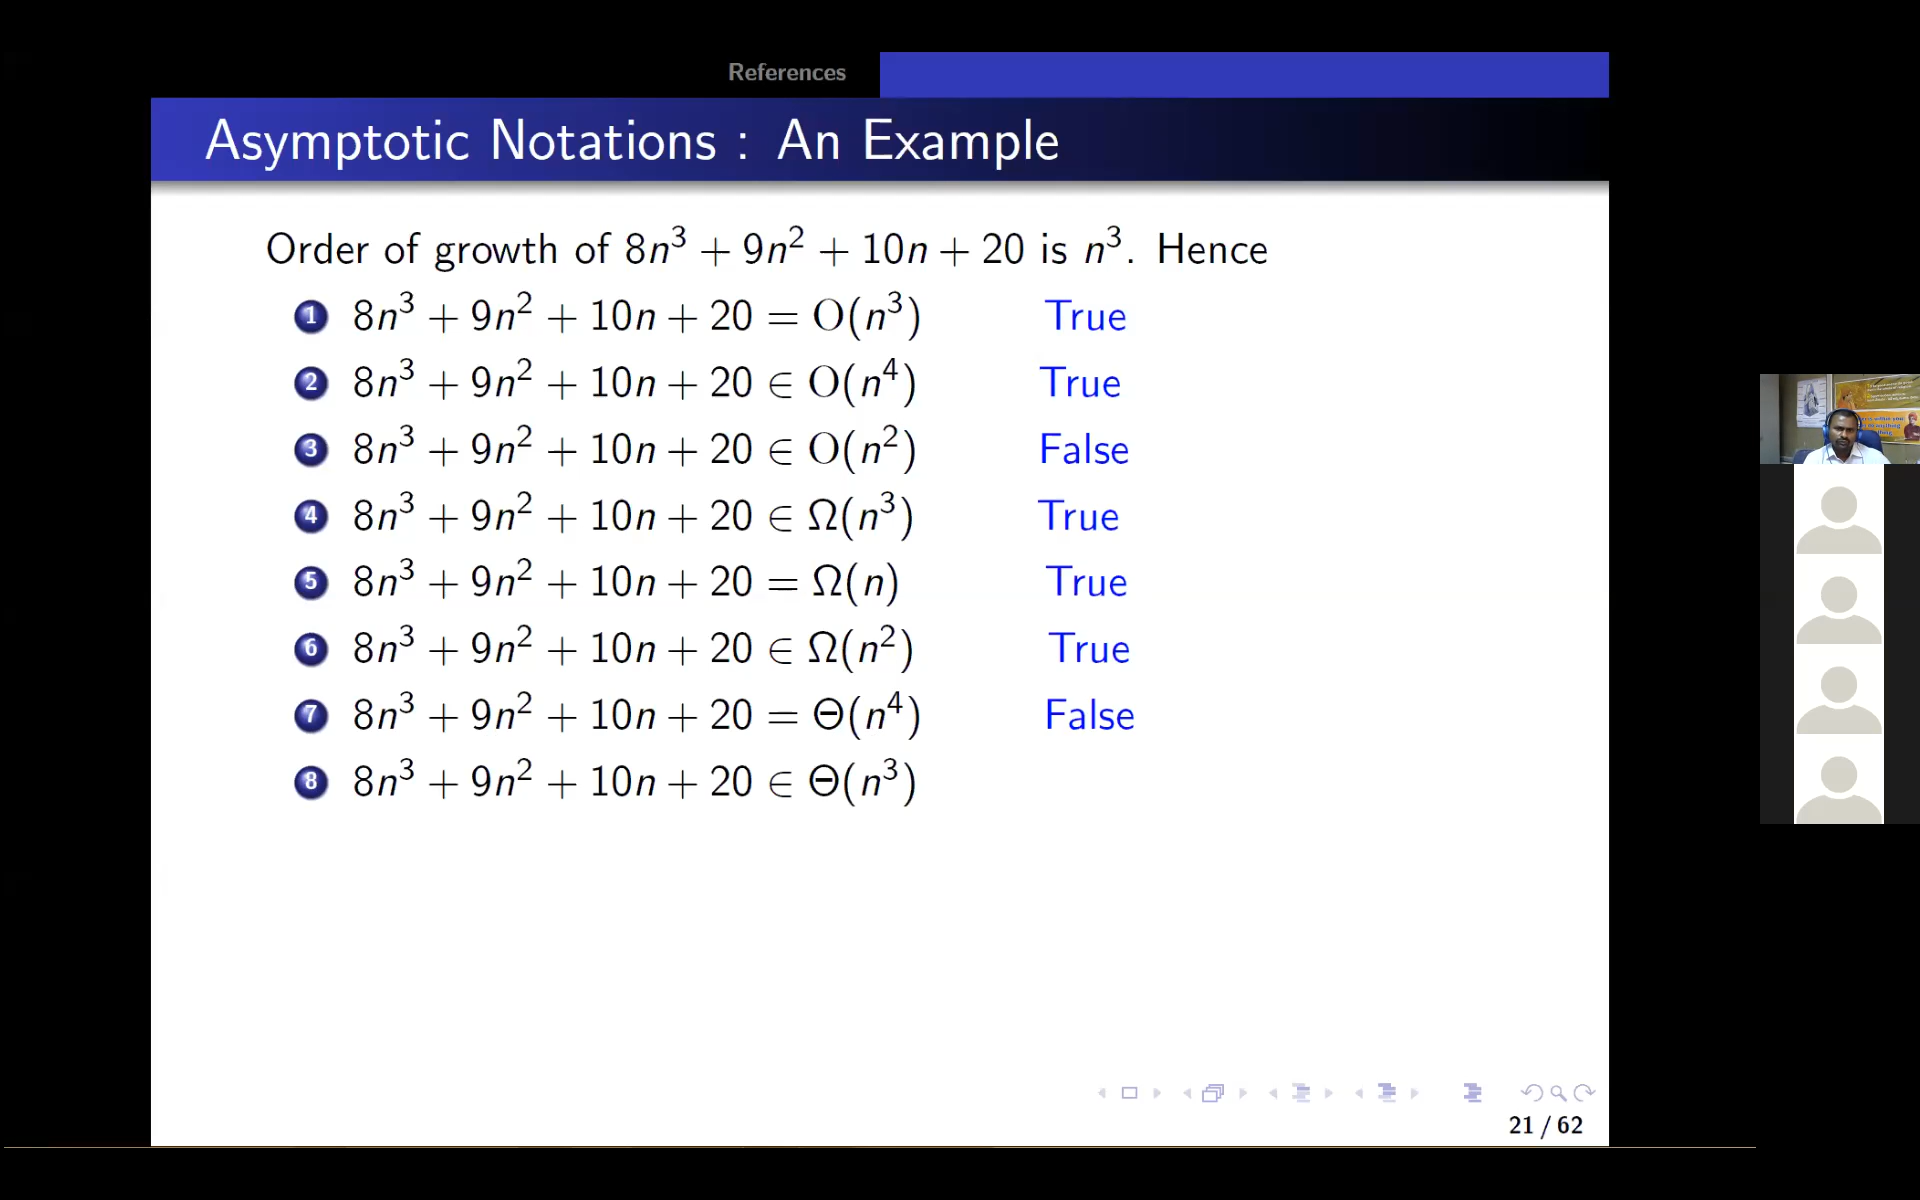 References
Asymptotic Notations : An Example
Order of growth of 8n³ + 9n² + 10n + 20 is n³. Hence
1 8n³ + 9n² + 10n + 20 = O(n³) True
2 8n³ + 9n² + 10n + 20 ∈ O(n⁴) True
3 8n³ + 9n² + 10n + 20 ∈ O(n²) False
4 8n³ + 9n² + 10n + 20 ∈ Ω(n³) True
5 8n³ + 9n² + 10n + 20 = Ω(n) True
6 8n³ + 9n² + 10n + 20 ∈ Ω(n²) True
7 8n³ + 9n² + 10n + 20 = Θ(n⁴) False
8 8n³ + 9n² + 10n + 20 ∈ Θ(n³)
21 / 62